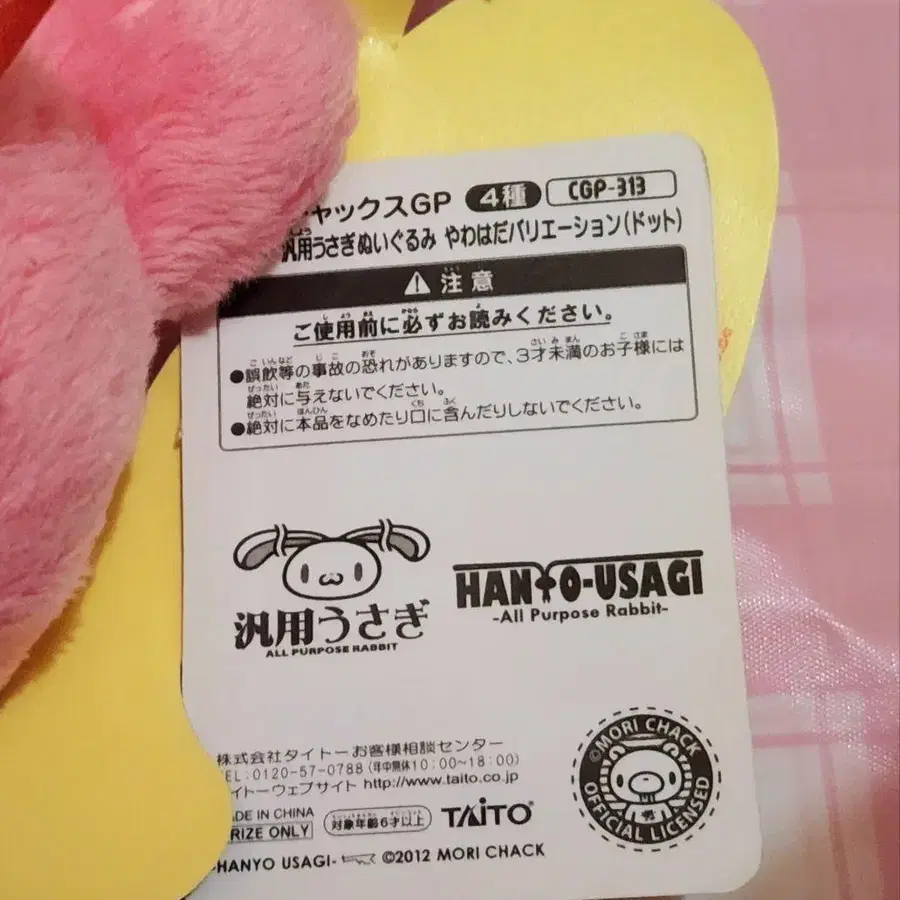 ャックスGP 4種 CGP-313
汎用うさぎぬいぐるみ やわはだバリエーション(ドット)
注意
ご使用前に必ずお読みください。
●誤飲等の事故の恐れがありますので、3才未満のお子様には
絶対に与えないでください。
●絶対に本品をなめたり口に含んだりしないでください。
汎用うさぎ
ALL PURPOSE RABBIT
HANYO-USAGI
-All Purpose Rabbit-
株式会社タイトーお客様相談センター
EL:0120-57-0788(年中無休10:00~18:00)
イトーウェブサイト http://www.taito.co.jp
ADE IN CHINA
RIZE ONLY
対象年齢6才以上
TAITO
-HANYO USAGI- ©2012 MORI CHACK
©MORI CHACK
OFFICIAL LICENSED